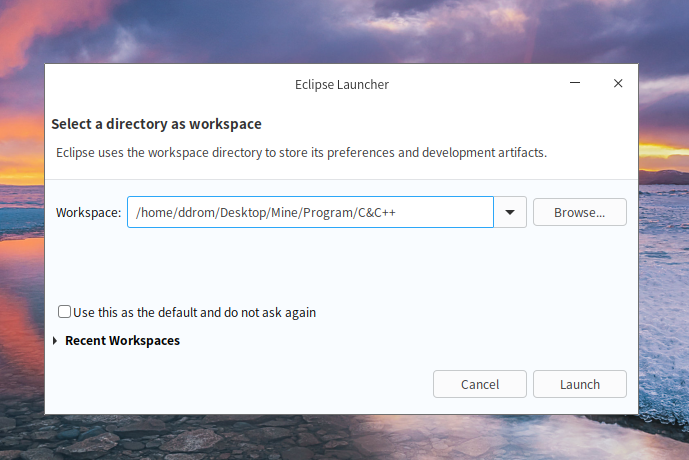 Eclipse Launcher
Select a directory as workspace
Eclipse uses the workspace directory to store its preferences and development artifacts.
Workspace: /home/ddrom/Desktop/Mine/Program/C&C++ Browse...
Use this as the default and do not ask again
Recent Workspaces
Cancel Launch